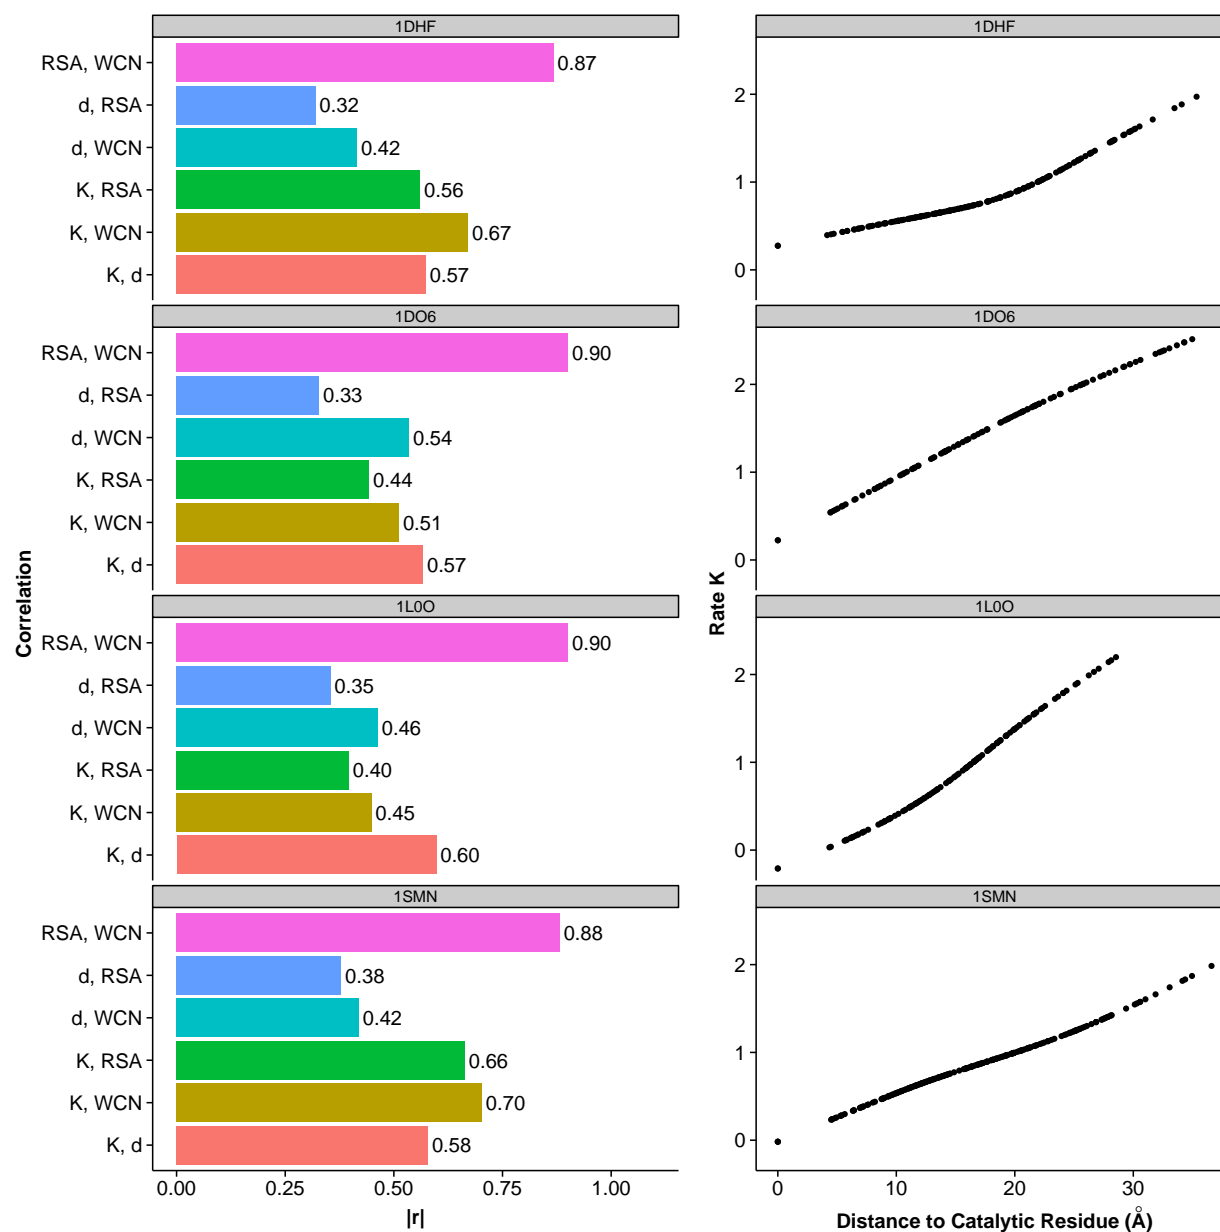 1DHF
RSA, WCN 0.87
d, RSA 0.32
d, WCN 0.42
K, RSA 0.56
K, WCN 0.67
K, d 0.57
1DO6
RSA, WCN 0.90
d, RSA 0.33
d, WCN 0.54
K, RSA 0.44
K, WCN 0.51
K, d 0.57
1L0O
RSA, WCN 0.90
d, RSA 0.35
d, WCN 0.46
K, RSA 0.40
K, WCN 0.45
K, d 0.60
1SMN
RSA, WCN 0.88
d, RSA 0.38
d, WCN 0.42
K, RSA 0.66
K, WCN 0.70
K, d 0.58
0.00 0.25 0.50 0.75 1.00
|r|
Correlation
1DHF
2
1
0
1DO6
2
1
0
1L0O
2
1
0
1SMN
2
1
0
0 10 20 30
Distance to Catalytic Residue (Å)
Rate K